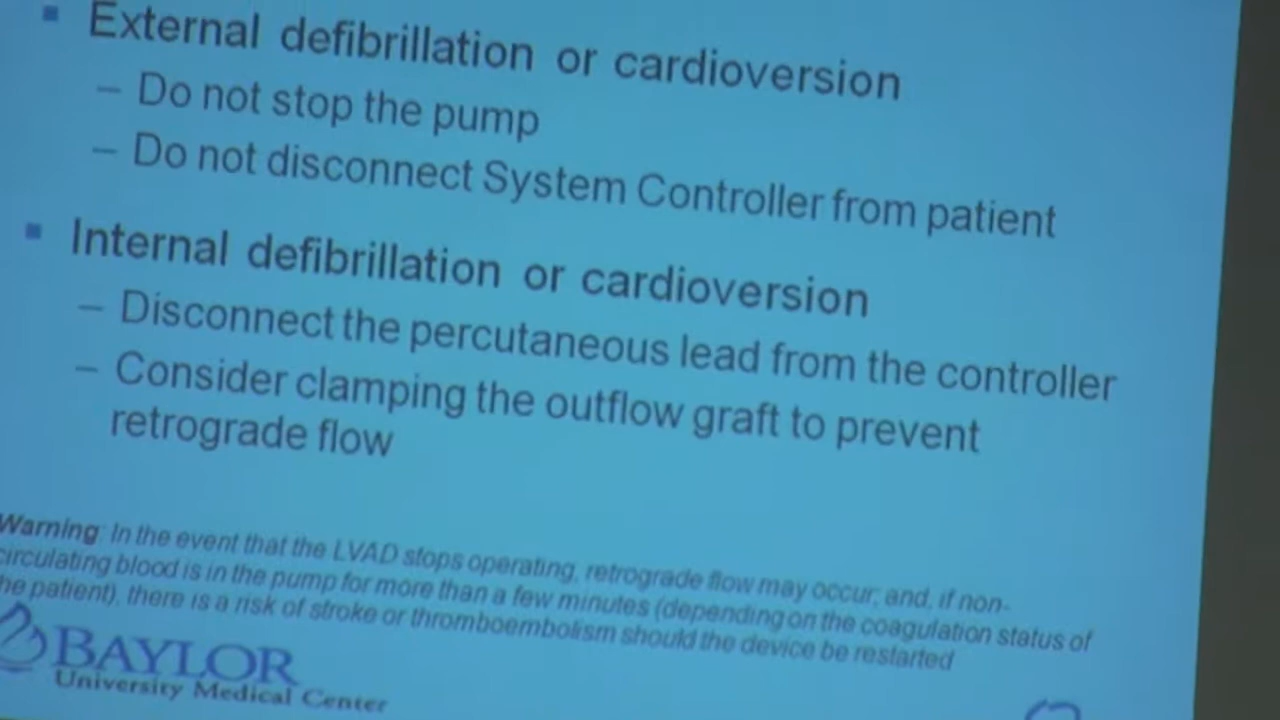 External defibrillation or cardioversion
– Do not stop the pump
– Do not disconnect System Controller from patient
Internal defibrillation or cardioversion
– Disconnect the percutaneous lead from the controller
– Consider clamping the outflow graft to prevent
retrograde flow
Warning: In the event that the LVAD stops operating, retrograde flow may occur; and, if non-
circulating blood is in the pump for more than a few minutes (depending on the coagulation status of
he patient), there is a risk of stroke or thromboembolism should the device be restarted
BAYLOR
University Medical Center